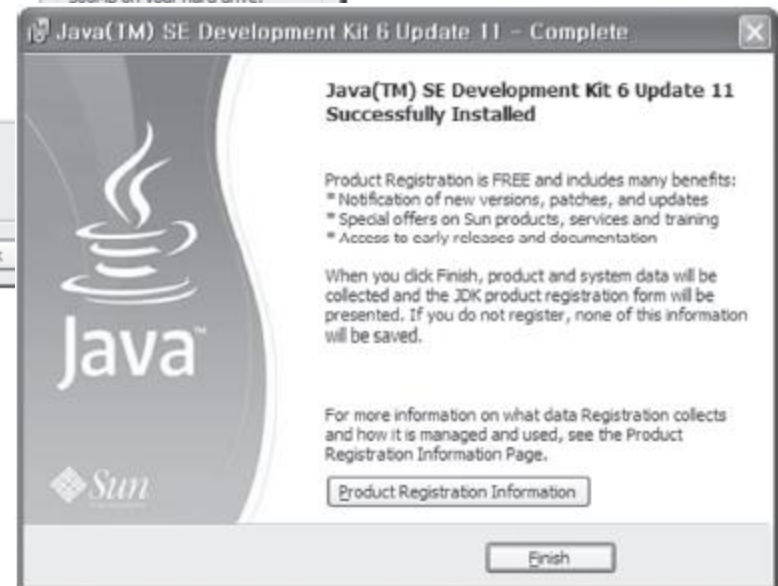 Java(TM) SE Development Kit 6 Update 11 - Complete
Java(TM) SE Development Kit 6 Update 11
Successfully Installed
Product Registration is FREE and includes many benefits:
* Notification of new versions, patches, and updates
* Special offers on Sun products, services and training
* Access to early releases and documentation
When you click Finish, product and system data will be
collected and the JDK product registration form will be
presented. If you do not register, none of this information
will be saved.
Java™
For more information on what data Registration collects
and how it is managed and used, see the Product
Registration Information Page.
Sun
Product Registration Information
Finish